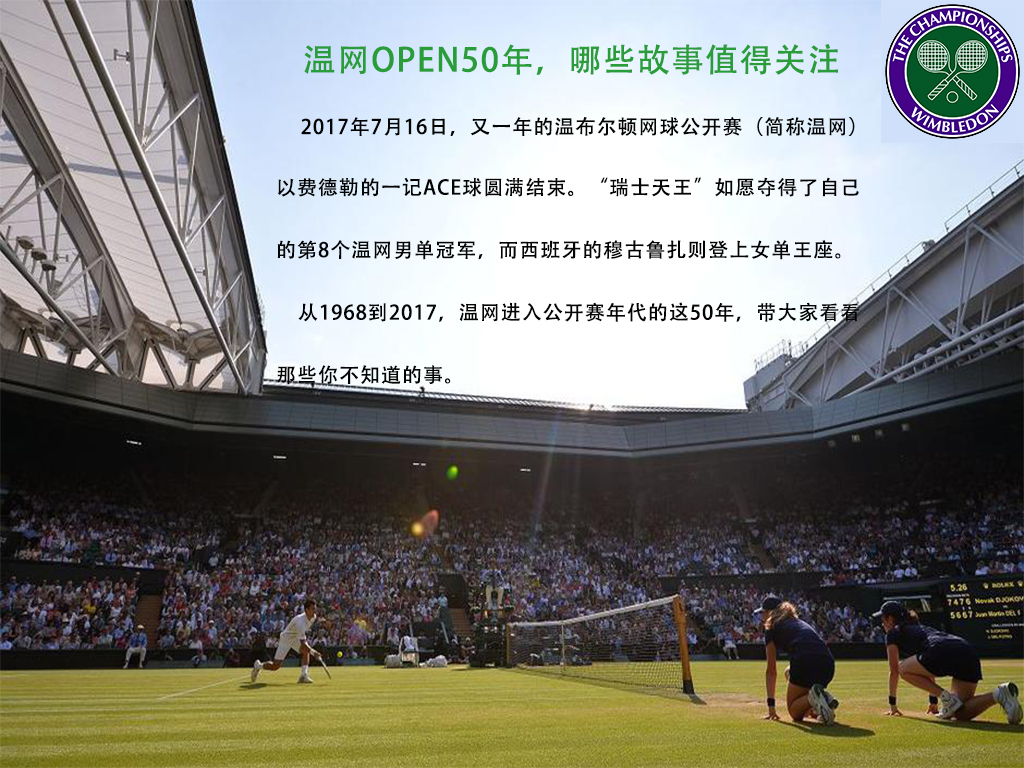 温网OPEN50年，哪些故事值得关注
THE CHAMPIONSHIPS
WIMBLEDON
2017年7月16日，又一年的温布尔顿网球公开赛（简称温网）
以费德勒的一记ACE球圆满结束。“瑞士天王”如愿夺得了自己
的第8个温网男单冠军，而西班牙的穆古鲁扎则登上女单王座。
从1968到2017，温网进入公开赛年代的这50年，带大家看看
那些你不知道的事。
5.26
ROLEX
7476 Novak DJOKOV
5667 Juan Martin DEL P